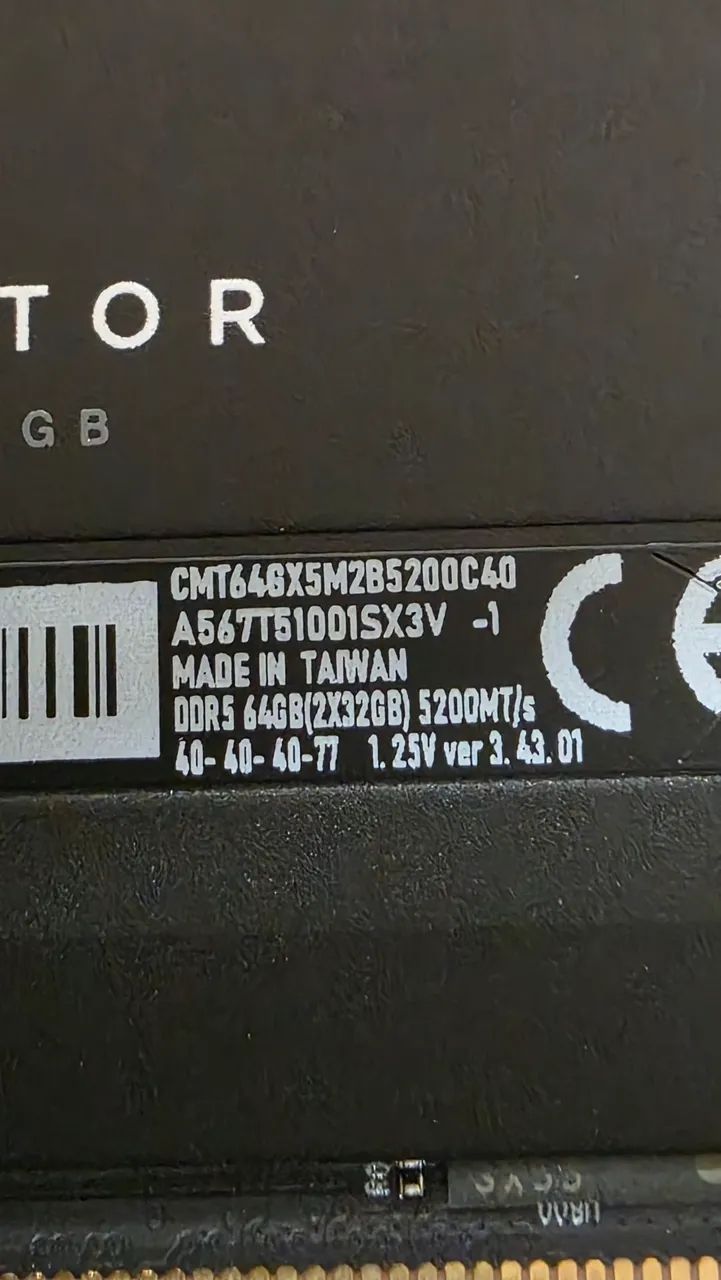 TOR
GB
CMT64GX5M2B5200C40
A567T51001SX3V -1
MADE IN TAIWAN
DDR5 64GB(2X32GB) 5200MT/s
40-40-40-77 1.25V ver 3.43.01
CE